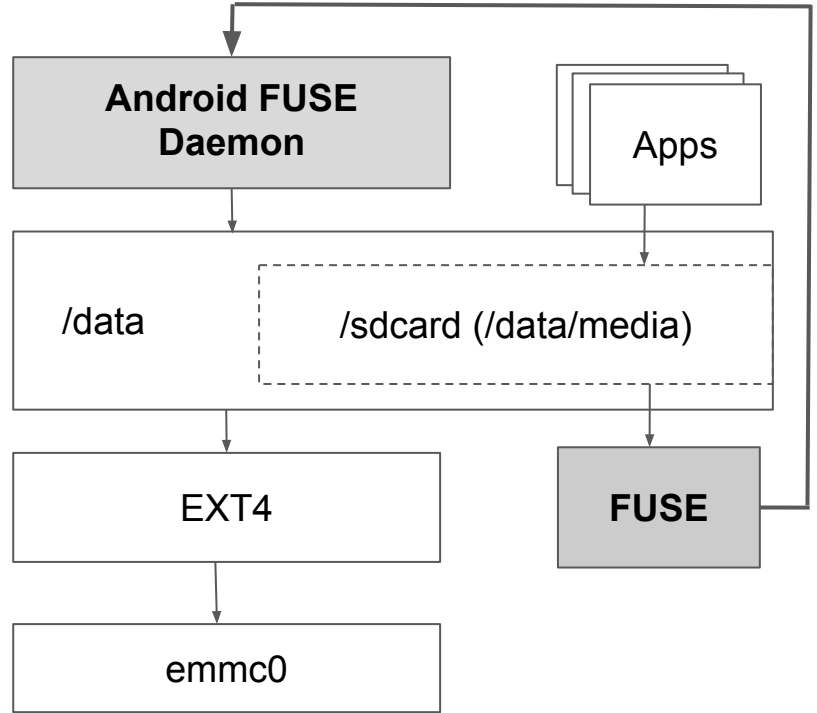 Android FUSE
Daemon
Apps
/data
/sdcard (/data/media)
EXT4
FUSE
emmc0